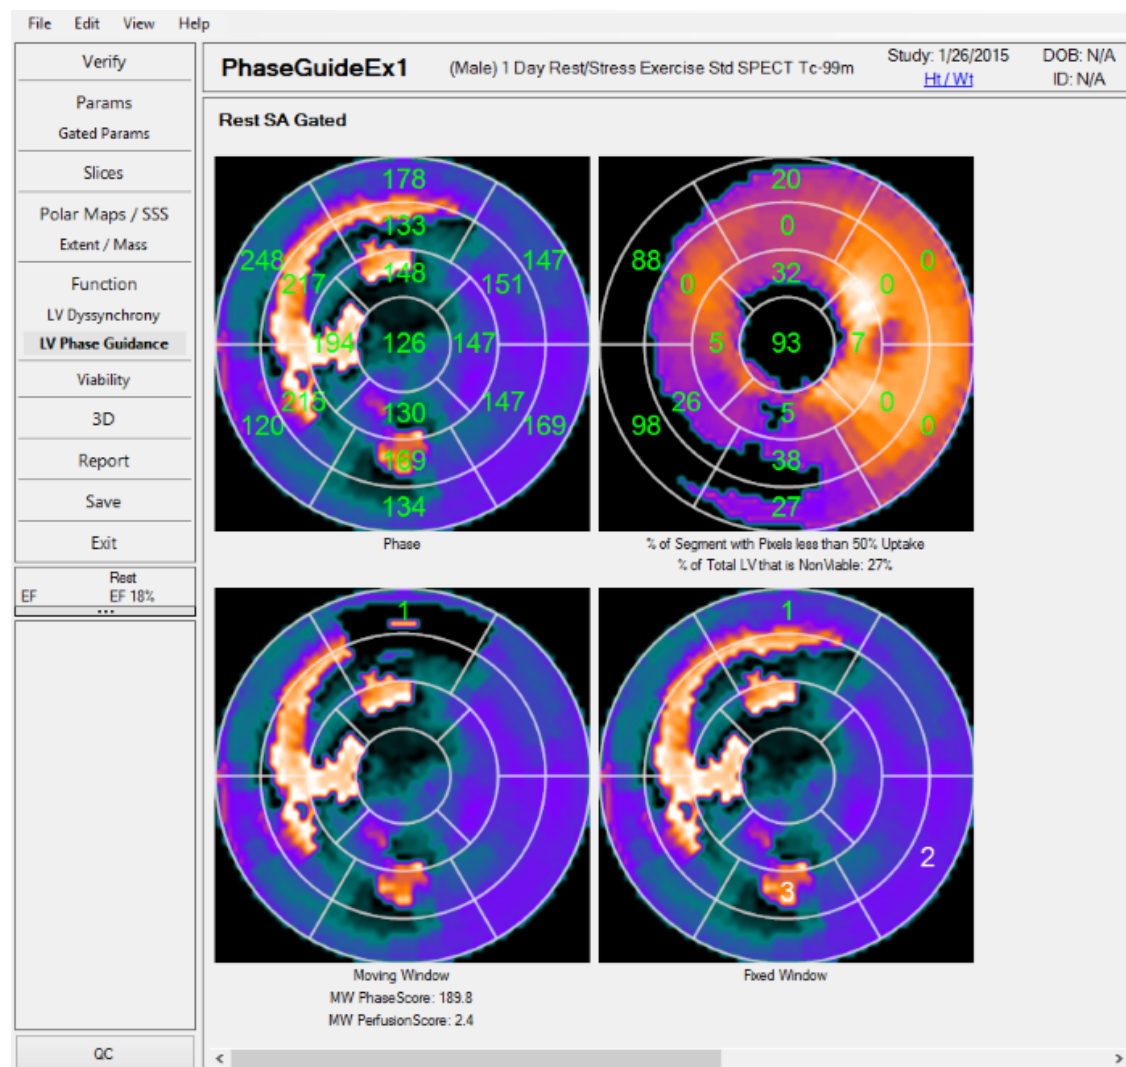 File Edit View Help
Verify
Params
Gated Params
Slices
Polar Maps / SSS
Extent / Mass
Function
LV Dyssynchrony
LV Phase Guidance
Viability
3D
Report
Save
Exit
Rest
EF EF 18%
QC
PhaseGuideEx1 (Male) 1 Day Rest/Stress Exercise Std SPECT Tc-99m Study: 1/26/2015 DOB: N/A
Ht / Wt ID: N/A
Rest SA Gated
178
133
248 147
148
217 151
194 126 147
215 147
130
120 169
169
134
Phase
20
0
88 0
32
0 0
5 93 7
26 0
5
98 0
38
27
% of Segment with Pixels less than 50% Uptake
% of Total LV that is NonViable: 27%
1
Moving Window
MW PhaseScore: 189.8
MW PerfusionScore: 2.4
1
2
3
Fixed Window